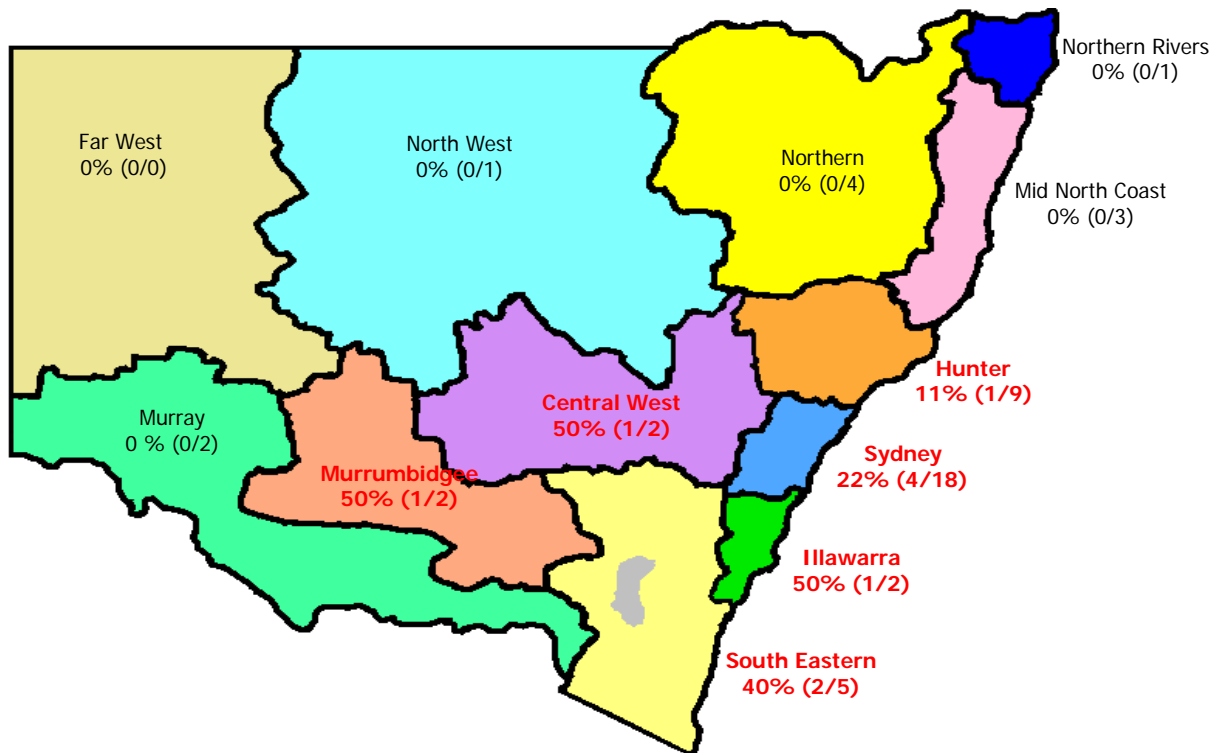 Northern Rivers
0% (0/1)
Far West
0% (0/0)
North West
0% (0/1)
Northern
0% (0/4)
Mid North Coast
0% (0/3)
Hunter
11% (1/9)
Central West
50% (1/2)
Murray
0 % (0/2)
Sydney
22% (4/18)
Murrumbidgee
50% (1/2)
Illawarra
50% (1/2)
South Eastern
40% (2/5)